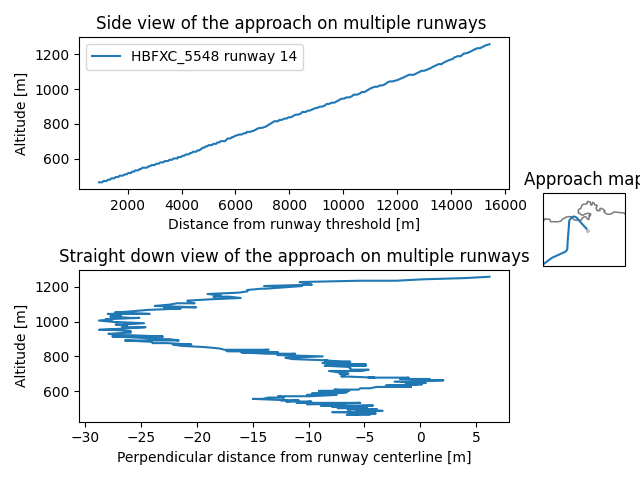 Side view of the approach on multiple runways
1200
1000
800
600
Altitude [m]
HBFXC_5548 runway 14
2000 4000 6000 8000 10000 12000 14000 16000
Distance from runway threshold [m]
Approach map
Straight down view of the approach on multiple runways
1200
1000
800
600
Altitude [m]
−30 −25 −20 −15 −10 −5 0 5
Perpendicular distance from runway centerline [m]